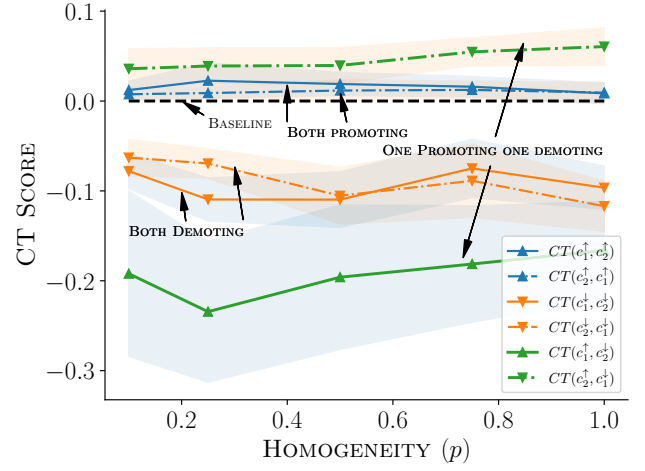 0.1
0.0
−0.1
−0.2
−0.3
CT Score
Baseline
Both promoting
One Promoting one demoting
Both Demoting
CT(c₁↑, c₂↑)
CT(c₂↑, c₁↑)
CT(c₁↓, c₂↓)
CT(c₂↓, c₁↓)
CT(c₁↑, c₂↓)
CT(c₂↑, c₁↓)
0.2 0.4 0.6 0.8 1.0
Homogeneity (p)